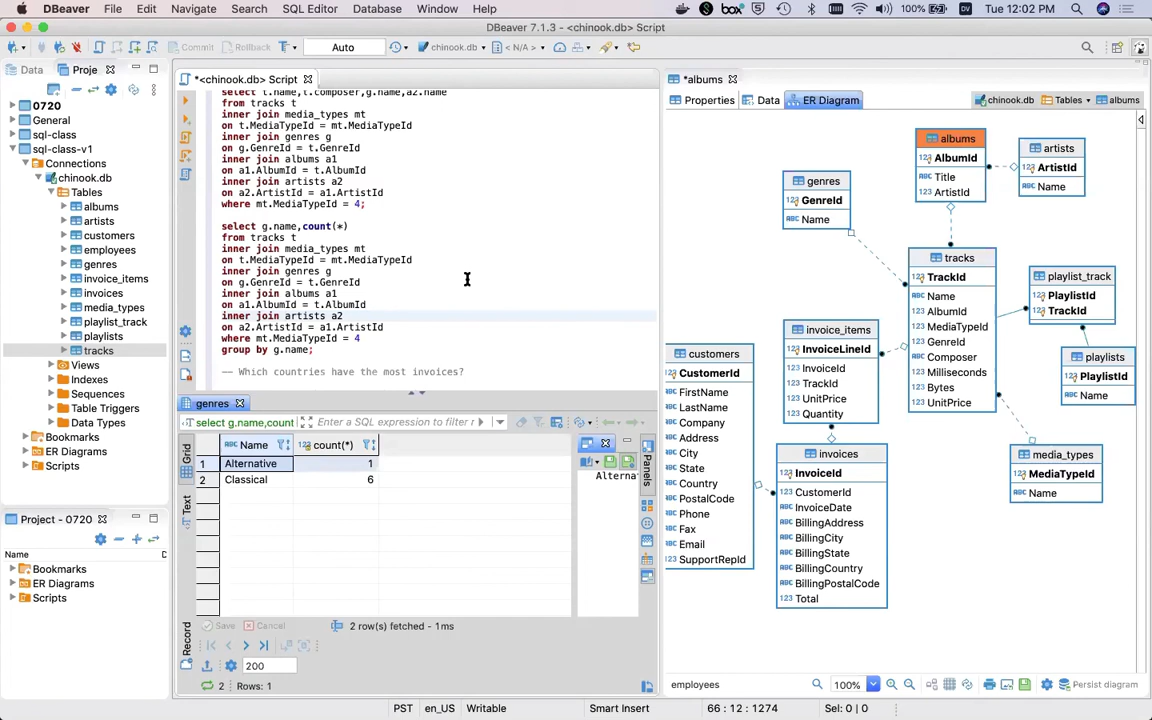 DBeaver File Edit Navigate Search SQL Editor Database Window Help
box 100% DV Tue 12:02 PM
DBeaver 7.1.3 - <chinook.db> Script
Commit Rollback Auto chinook.db < N/A >
Data Proje
0720
General
sql-class
sql-class-v1
Connections
chinook.db
Tables
albums
artists
customers
employees
genres
invoice_items
invoices
media_types
playlist_track
playlists
tracks
Views
Indexes
Sequences
Table Triggers
Data Types
Bookmarks
ER Diagrams
Scripts
Project - 0720
Name
Bookmarks
ER Diagrams
Scripts
*<chinook.db> Script
select t.name,t.composer,g.name,a2.name
from tracks t
inner join media_types mt
on t.MediaTypeId = mt.MediaTypeId
inner join genres g
on g.GenreId = t.GenreId
inner join albums a1
on a1.AlbumId = t.AlbumId
inner join artists a2
on a2.ArtistId = a1.ArtistId
where mt.MediaTypeId = 4;
select g.name,count(*)
from tracks t
inner join media_types mt
on t.MediaTypeId = mt.MediaTypeId
inner join genres g
on g.GenreId = t.GenreId
inner join albums a1
on a1.AlbumId = t.AlbumId
inner join artists a2
on a2.ArtistId = a1.ArtistId
where mt.MediaTypeId = 4
group by g.name;
-- Which countries have the most invoices?
genres
select g.name,count Enter a SQL expression to filter r
Grid
Text
Record
Name count(*)
1 Alternative 1
2 Classical 6
Alterna
Panels
Save Cancel 2 row(s) fetched - 1ms
200
2 Rows: 1
*albums
Properties Data ER Diagram chinook.db Tables albums
albums
AlbumId
Title
ArtistId
artists
ArtistId
Name
genres
GenreId
Name
tracks
TrackId
Name
AlbumId
MediaTypeId
GenreId
Composer
Milliseconds
Bytes
UnitPrice
playlist_track
PlaylistId
TrackId
playlists
PlaylistId
Name
invoice_items
InvoiceLineId
InvoiceId
TrackId
UnitPrice
Quantity
customers
CustomerId
FirstName
LastName
Company
Address
City
State
Country
PostalCode
Phone
Fax
Email
SupportRepId
invoices
InvoiceId
CustomerId
InvoiceDate
BillingAddress
BillingCity
BillingState
BillingCountry
BillingPostalCode
Total
media_types
MediaTypeId
Name
employees 100% Persist diagram
PST en_US Writable Smart Insert 66 : 12 : 1274 Sel: 0 | 0